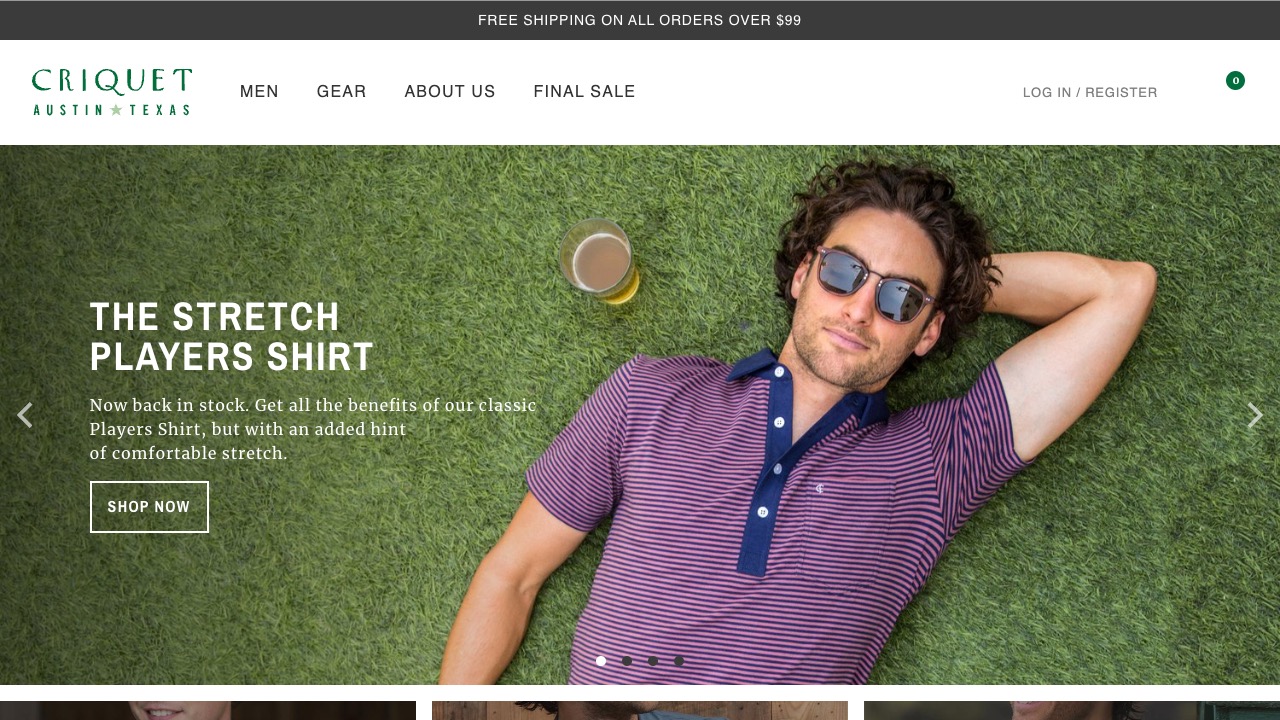 FREE SHIPPING ON ALL ORDERS OVER $99
CRIQUET
AUSTIN ★ TEXAS
MEN
GEAR
ABOUT US
FINAL SALE
LOG IN / REGISTER
0
THE STRETCH
PLAYERS SHIRT
Now back in stock. Get all the benefits of our classic
Players Shirt, but with an added hint
of comfortable stretch.
SHOP NOW